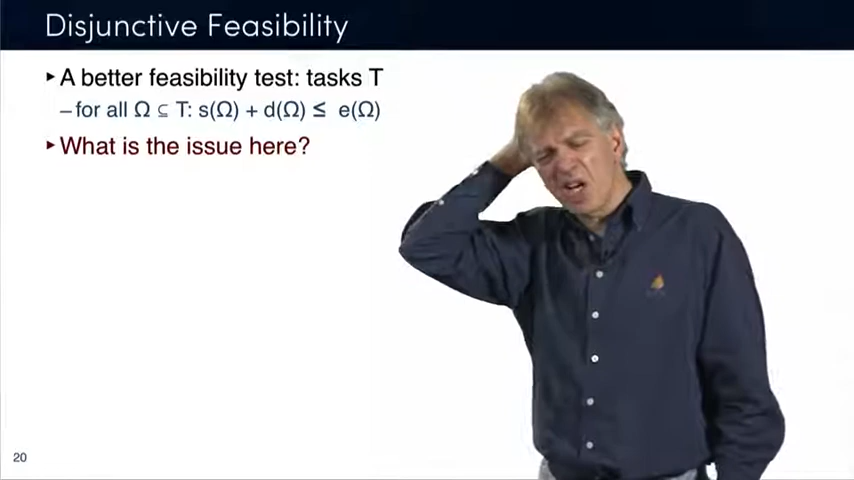 Disjunctive Feasibility
‣ A better feasibility test: tasks T
– for all Ω ⊆ T: s(Ω) + d(Ω) ≤ e(Ω)
‣ What is the issue here?
20